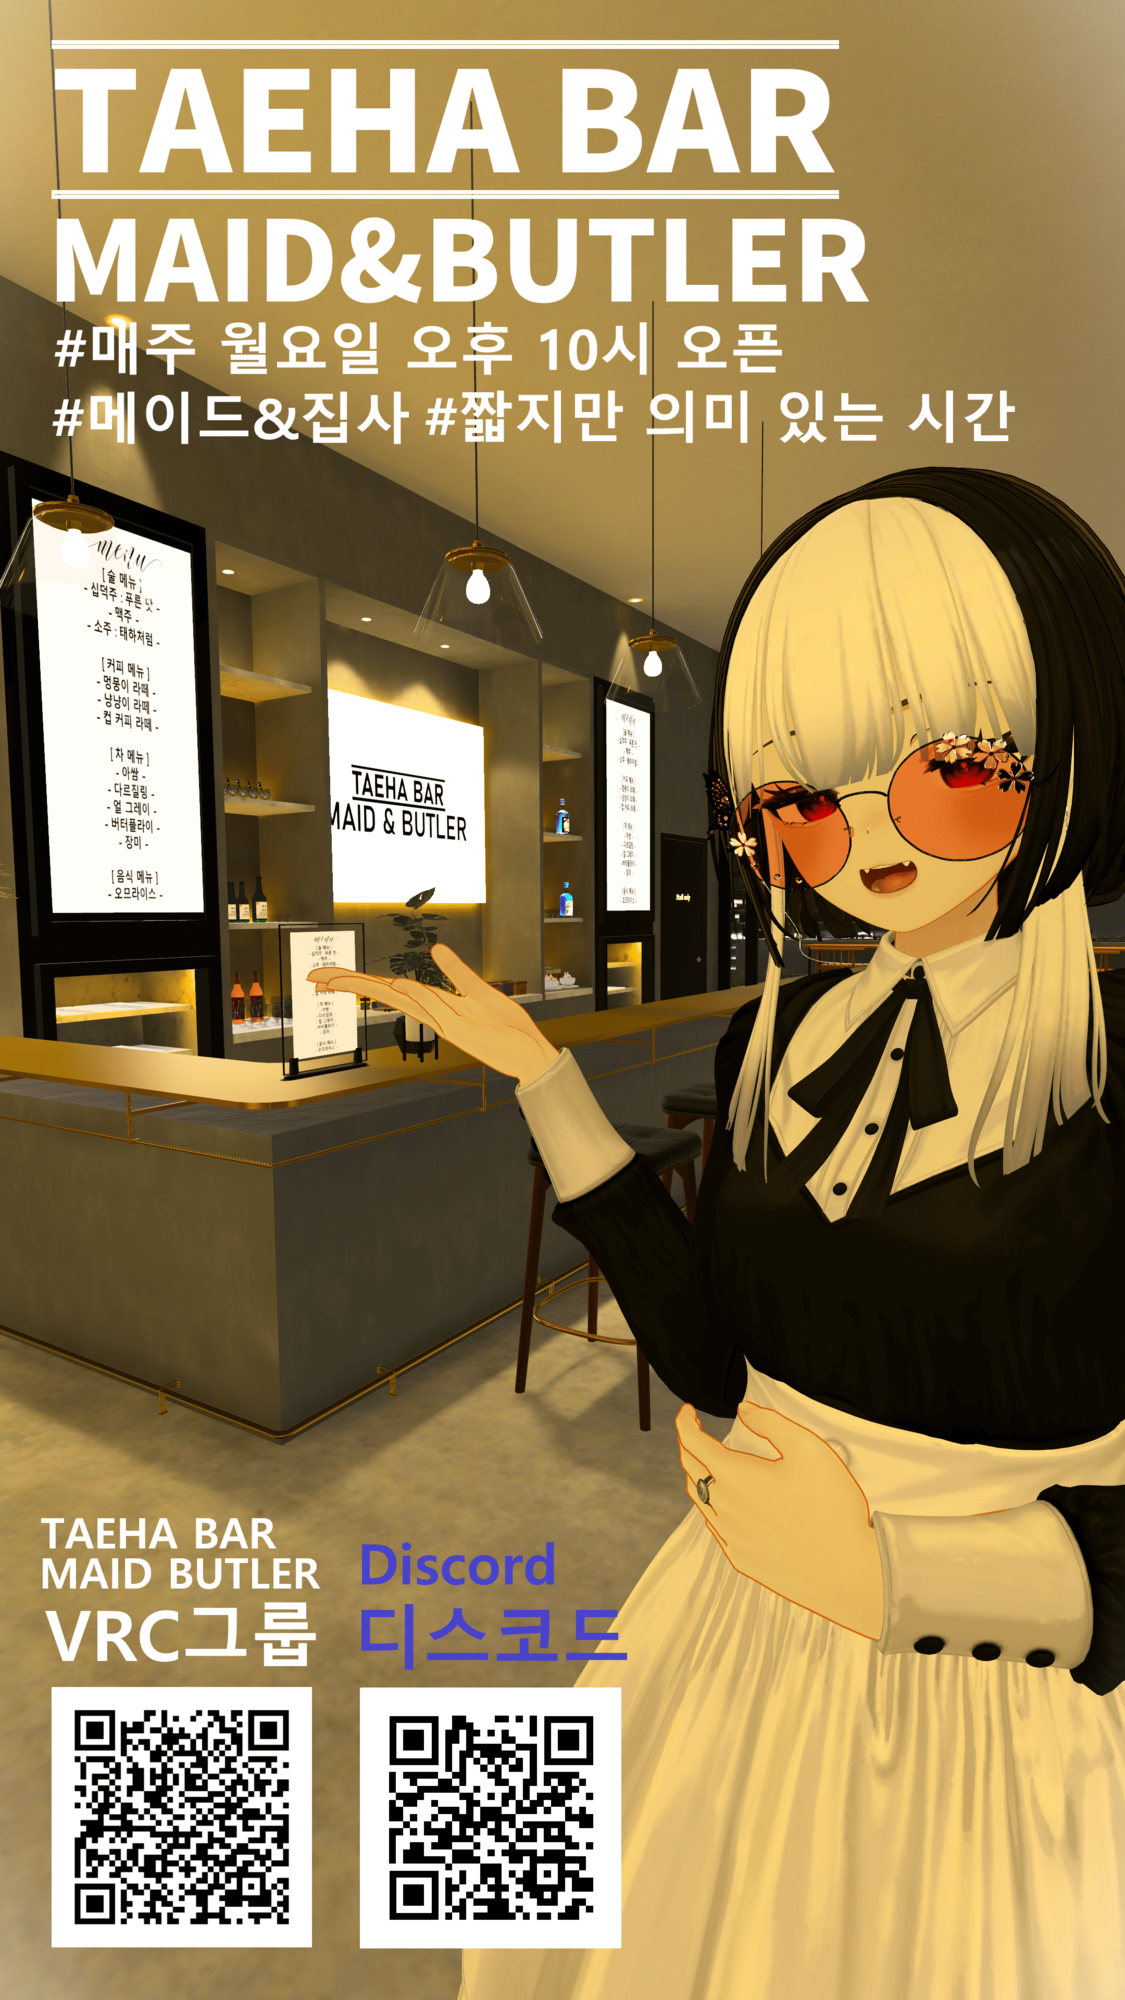 TAEHA BAR
MAID&BUTLER
#매주 월요일 오후 10시 오픈
#메이드&집사 #짧지만 의미 있는 시간
menu
[ 술 메뉴 ]
- 십덕주 : 푸른 맛 -
- 맥주 -
- 소주 : 태하처럼 -
[ 커피 메뉴 ]
- 멍뭉이 라떼 -
- 냥냥이 라떼 -
- 컵 커피 라떼 -
[ 차 메뉴 ]
- 아쌈 -
- 다르질링 -
- 얼 그레이 -
- 버터플라이 -
- 장미 -
[ 음식 메뉴 ]
- 오므라이스 -
TAEHA BAR
MAID & BUTLER
TAEHA BAR
MAID BUTLER
VRC그룹
Discord
디스코드